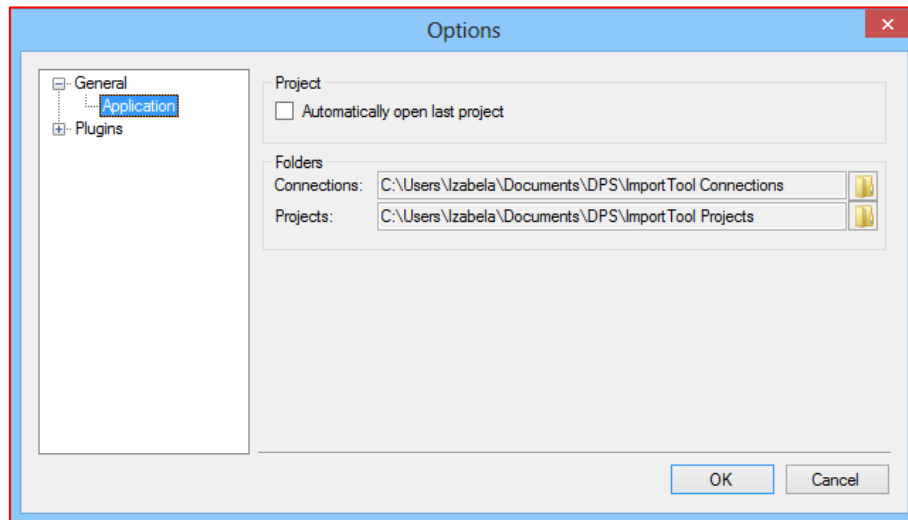 Options
General
Application
Plugins
Project
Automatically open last project
Folders
Connections: C:\Users\Izabela\Documents\DPS\ImportTool Connections
Projects: C:\Users\Izabela\Documents\DPS\ImportTool Projects
OK Cancel